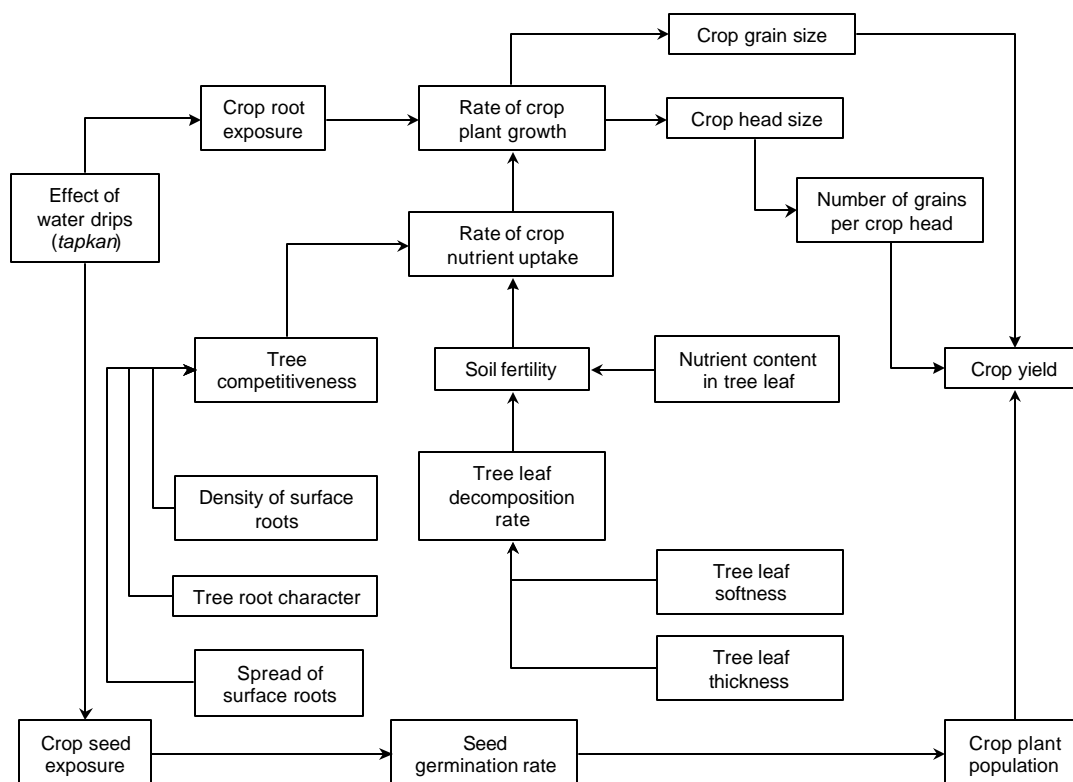 Crop grain size
Crop root
exposure
Rate of crop
plant growth
Crop head size
Effect of
water drips
(tapkan)
Number of grains
per crop head
Rate of crop
nutrient uptake
Tree
competitiveness
Soil fertility
Nutrient content
in tree leaf
Crop yield
Tree leaf
decomposition
rate
Density of surface
roots
Tree leaf
softness
Tree root character
Spread of
surface roots
Tree leaf
thickness
Crop seed
exposure
Seed
germination rate
Crop plant
population